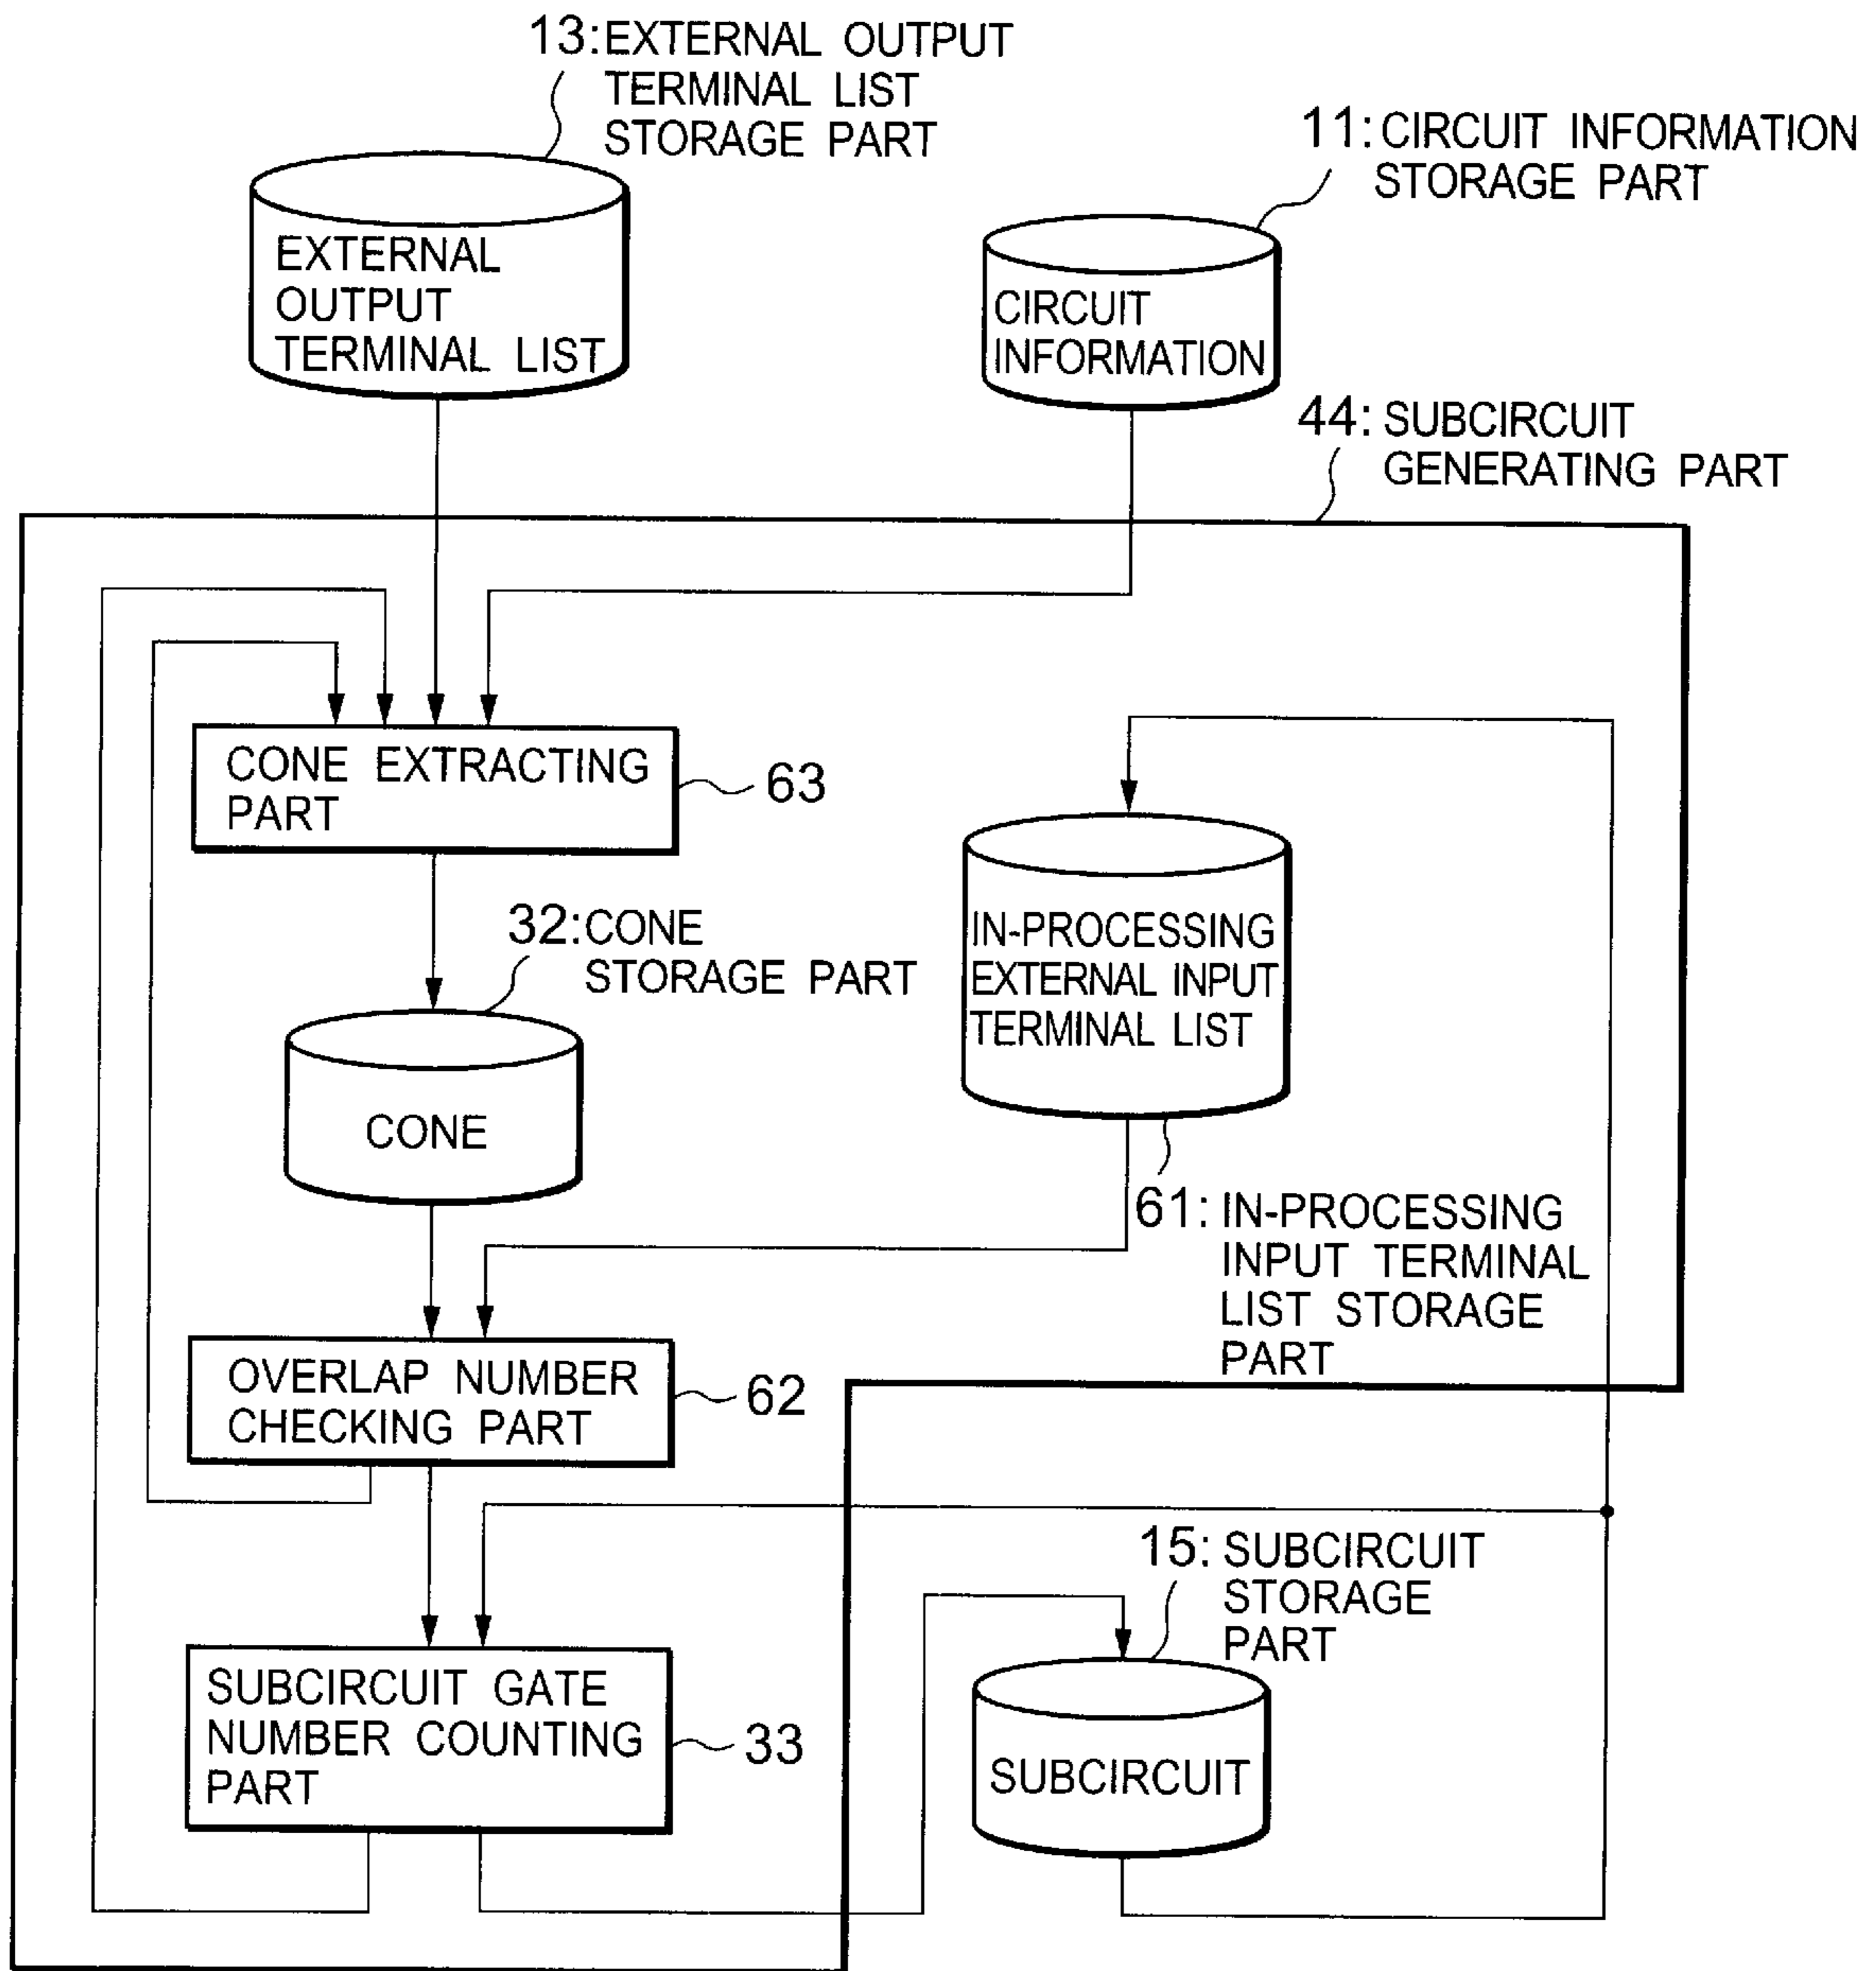 13: EXTERNAL OUTPUT
TERMINAL LIST
STORAGE PART
11: CIRCUIT INFORMATION
STORAGE PART
EXTERNAL
OUTPUT
TERMINAL LIST
CIRCUIT
INFORMATION
44: SUBCIRCUIT
GENERATING PART
CONE EXTRACTING
PART
63
32: CONE
STORAGE PART
IN-PROCESSING
EXTERNAL INPUT
TERMINAL LIST
CONE
61: IN-PROCESSING
INPUT TERMINAL
LIST STORAGE
PART
OVERLAP NUMBER
CHECKING PART
62
15: SUBCIRCUIT
STORAGE
PART
SUBCIRCUIT GATE
NUMBER COUNTING
PART
33
SUBCIRCUIT